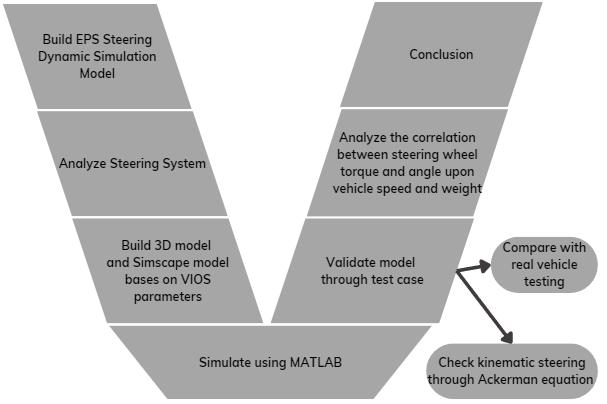 Build EPS Steering
Dynamic Simulation
Model
Analyze Steering System
Build 3D model
and Simscape model
bases on VIOS
parameters
Simulate using MATLAB
Validate model
through test case
Analyze the correlation
between steering wheel
torque and angle upon
vehicle speed and weight
Conclusion
Compare with
real vehicle
testing
Check kinematic steering
through Ackerman equation